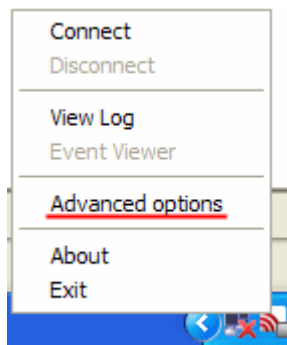 Connect
Disconnect
View Log
Event Viewer
Advanced options
About
Exit